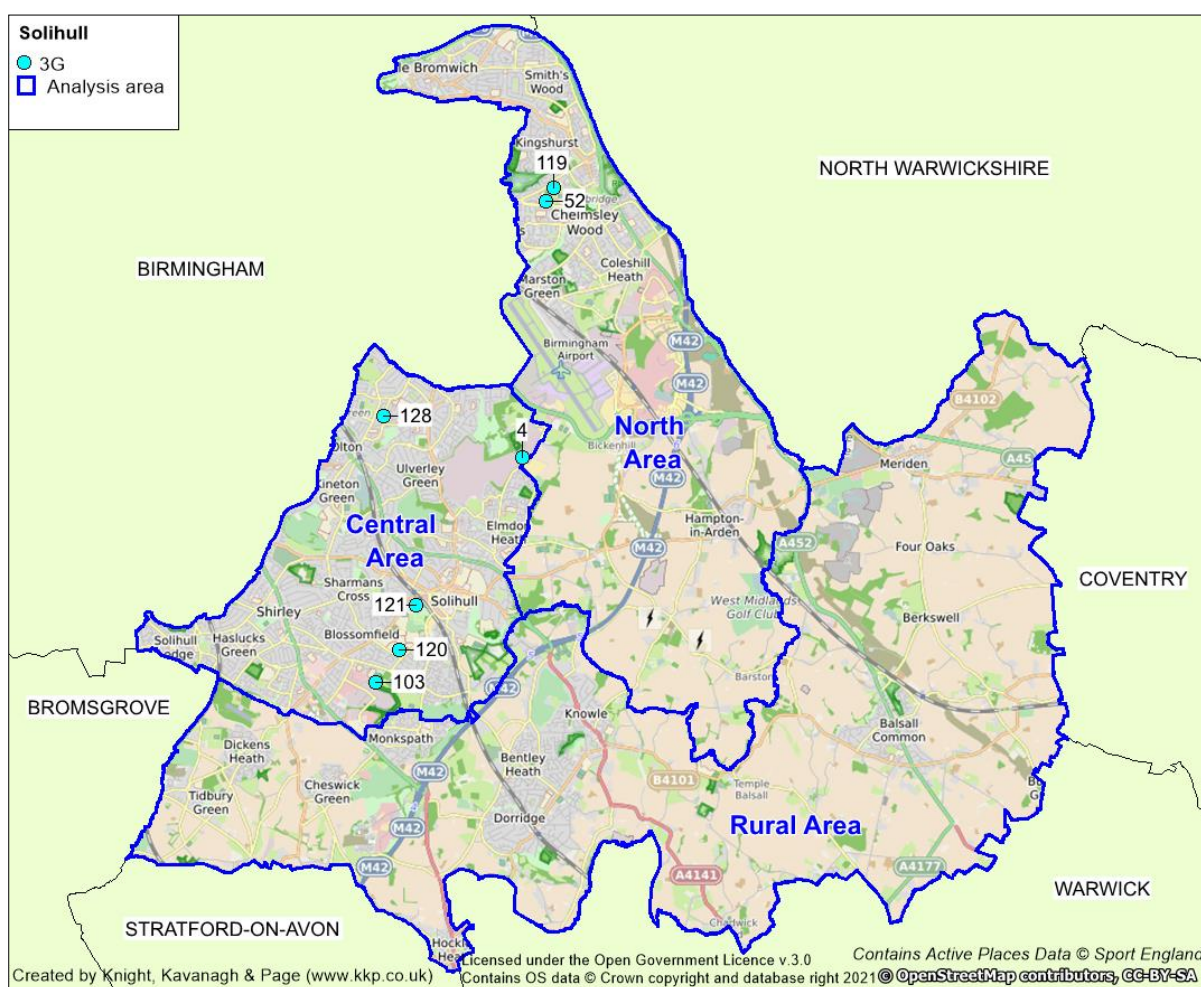 Solihull
3G
Analysis area
Smith's
Wood
Kingshurst
119
52
Chelmsley
Wood
NORTH WARWICKSHIRE
BIRMINGHAM
Coleshill
Heath
Marston
Green
Birmingham
Airport
M42
M42
B4102
128
4
North
Area
Bickenhill
Meriden
A45
Olton
Ulverley
Green
M42
Kineton
Green
Central
Area
Elmdon
Heath
Hampton-
in-Arden
M42
A452
Four Oaks
COVENTRY
Sharmans
Cross
121
Solihull
West Midlands
Golf Club
Berkswell
Shirley
Solihull
Haslucks
Green
Blossomfield
120
103
M42
Barston
BROMSGROVE
Knowle
Balsall
Common
Monkspath
Dickens
Heath
Bentley
Heath
M42
B4101
Temple
Balsall
Cheswick
Green
Tidbury
Green
Dorridge
M42
Rural Area
M42
A4141
A4177
WARWICK
Chadwick
STRATFORD-ON-AVON
Created by Knight, Kavanagh & Page (www.kkp.co.uk)
Licensed under the Open Government Licence v.3.0
Contains OS data © Crown copyright and database right 2021
Contains Active Places Data © Sport England
© OpenStreetMap contributors, CC-BY-SA